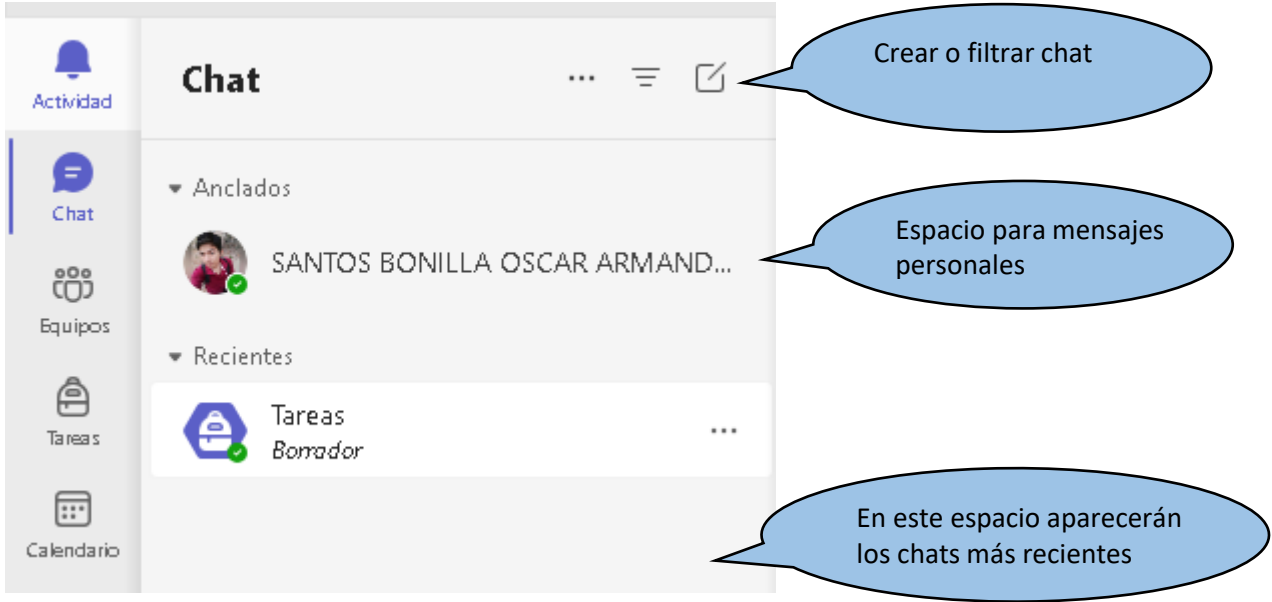 Actividad
Chat
Equipos
Tareas
Calendario
Chat
Anclados
SANTOS BONILLA OSCAR ARMAND...
Recientes
Tareas
Borrador
Crear o filtrar chat
Espacio para mensajes
personales
En este espacio aparecerán
los chats más recientes